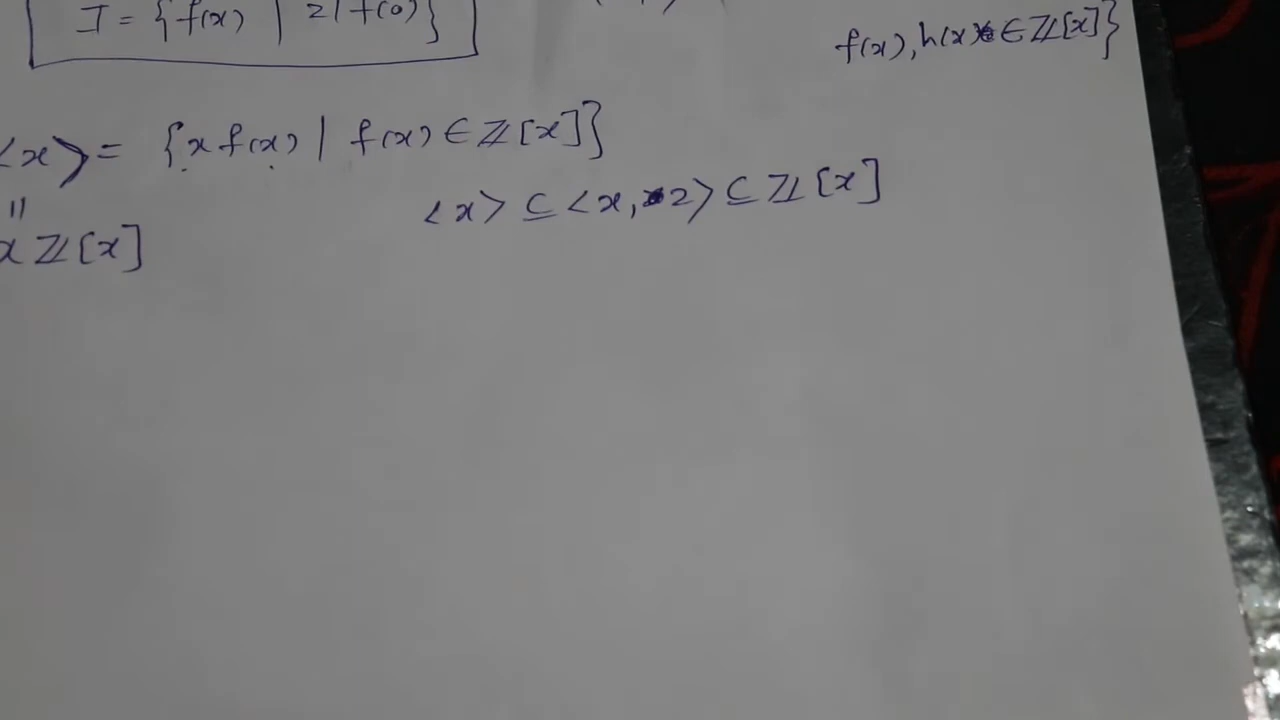 J = {f(x) | 2|f(0)}
f(x), h(x) ∈ ℤ[x]}
<x> = {x f(x) | f(x) ∈ ℤ[x]}
<x> ⊆ <x, 2> ⊆ ℤ[x]
||
x ℤ[x]